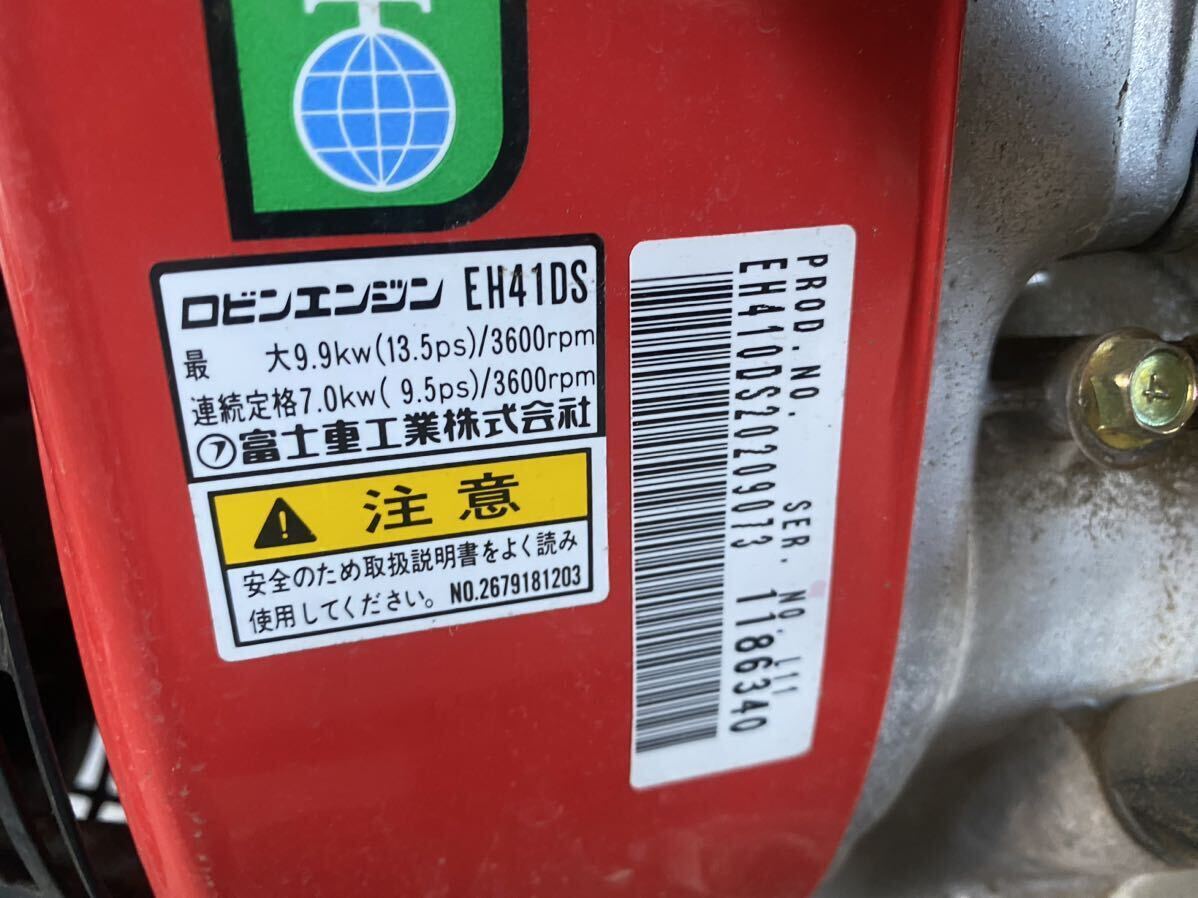 ロビンエンジン EH41DS
最 大9.9kw(13.5ps)/3600rpm
連続定格7.0kw( 9.5ps)/3600rpm
富士重工業株式会社
注意
安全のため取扱説明書をよく読み
使用してください。 NO.2679181203
PROD. NO. SER. NO. L11
EH410DS2029073 1186340